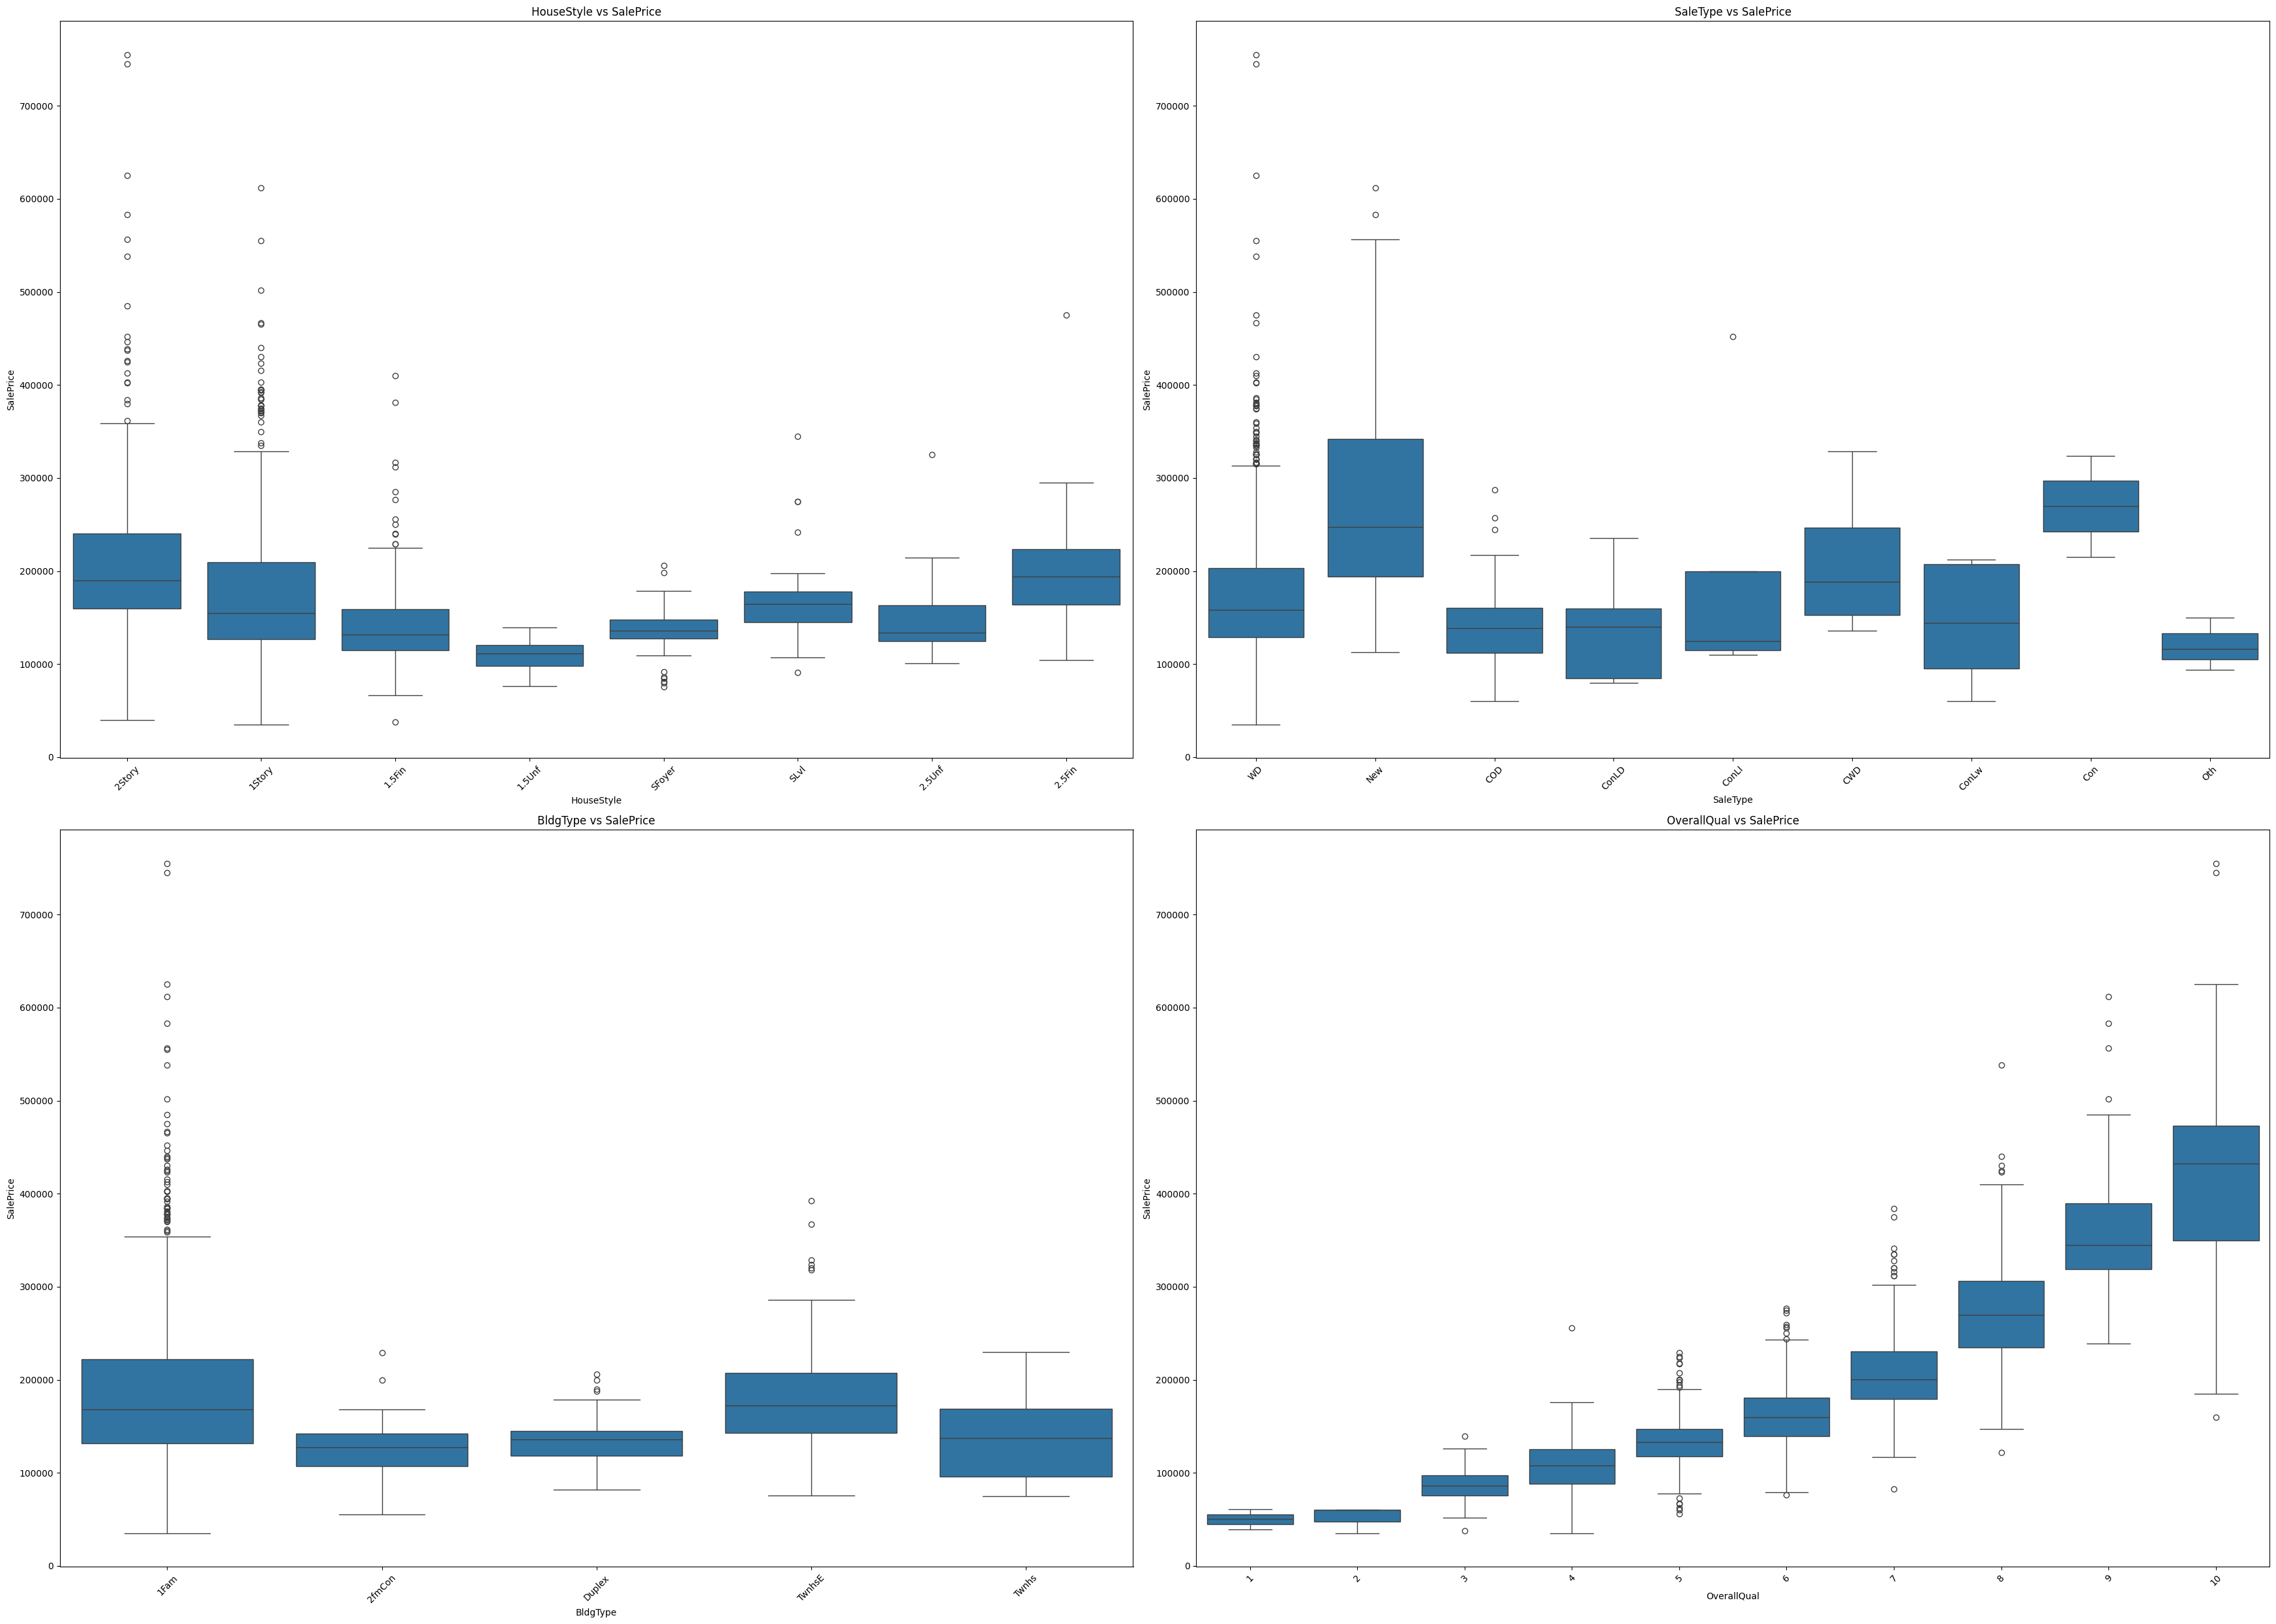 HouseStyle vs SalePrice
SalePrice
700000
600000
500000
400000
300000
200000
100000
0
2Story 1Story 1.5Fin 1.5Unf SFoyer SLvl 2.5Unf 2.5Fin
HouseStyle
SaleType vs SalePrice
SalePrice
700000
600000
500000
400000
300000
200000
100000
0
WD New COD ConLD ConLI CWD ConLw Con Oth
SaleType
BldgType vs SalePrice
SalePrice
700000
600000
500000
400000
300000
200000
100000
0
1Fam 2fmCon Duplex TwnhsE Twnhs
BldgType
OverallQual vs SalePrice
SalePrice
700000
600000
500000
400000
300000
200000
100000
0
1 2 3 4 5 6 7 8 9 10
OverallQual